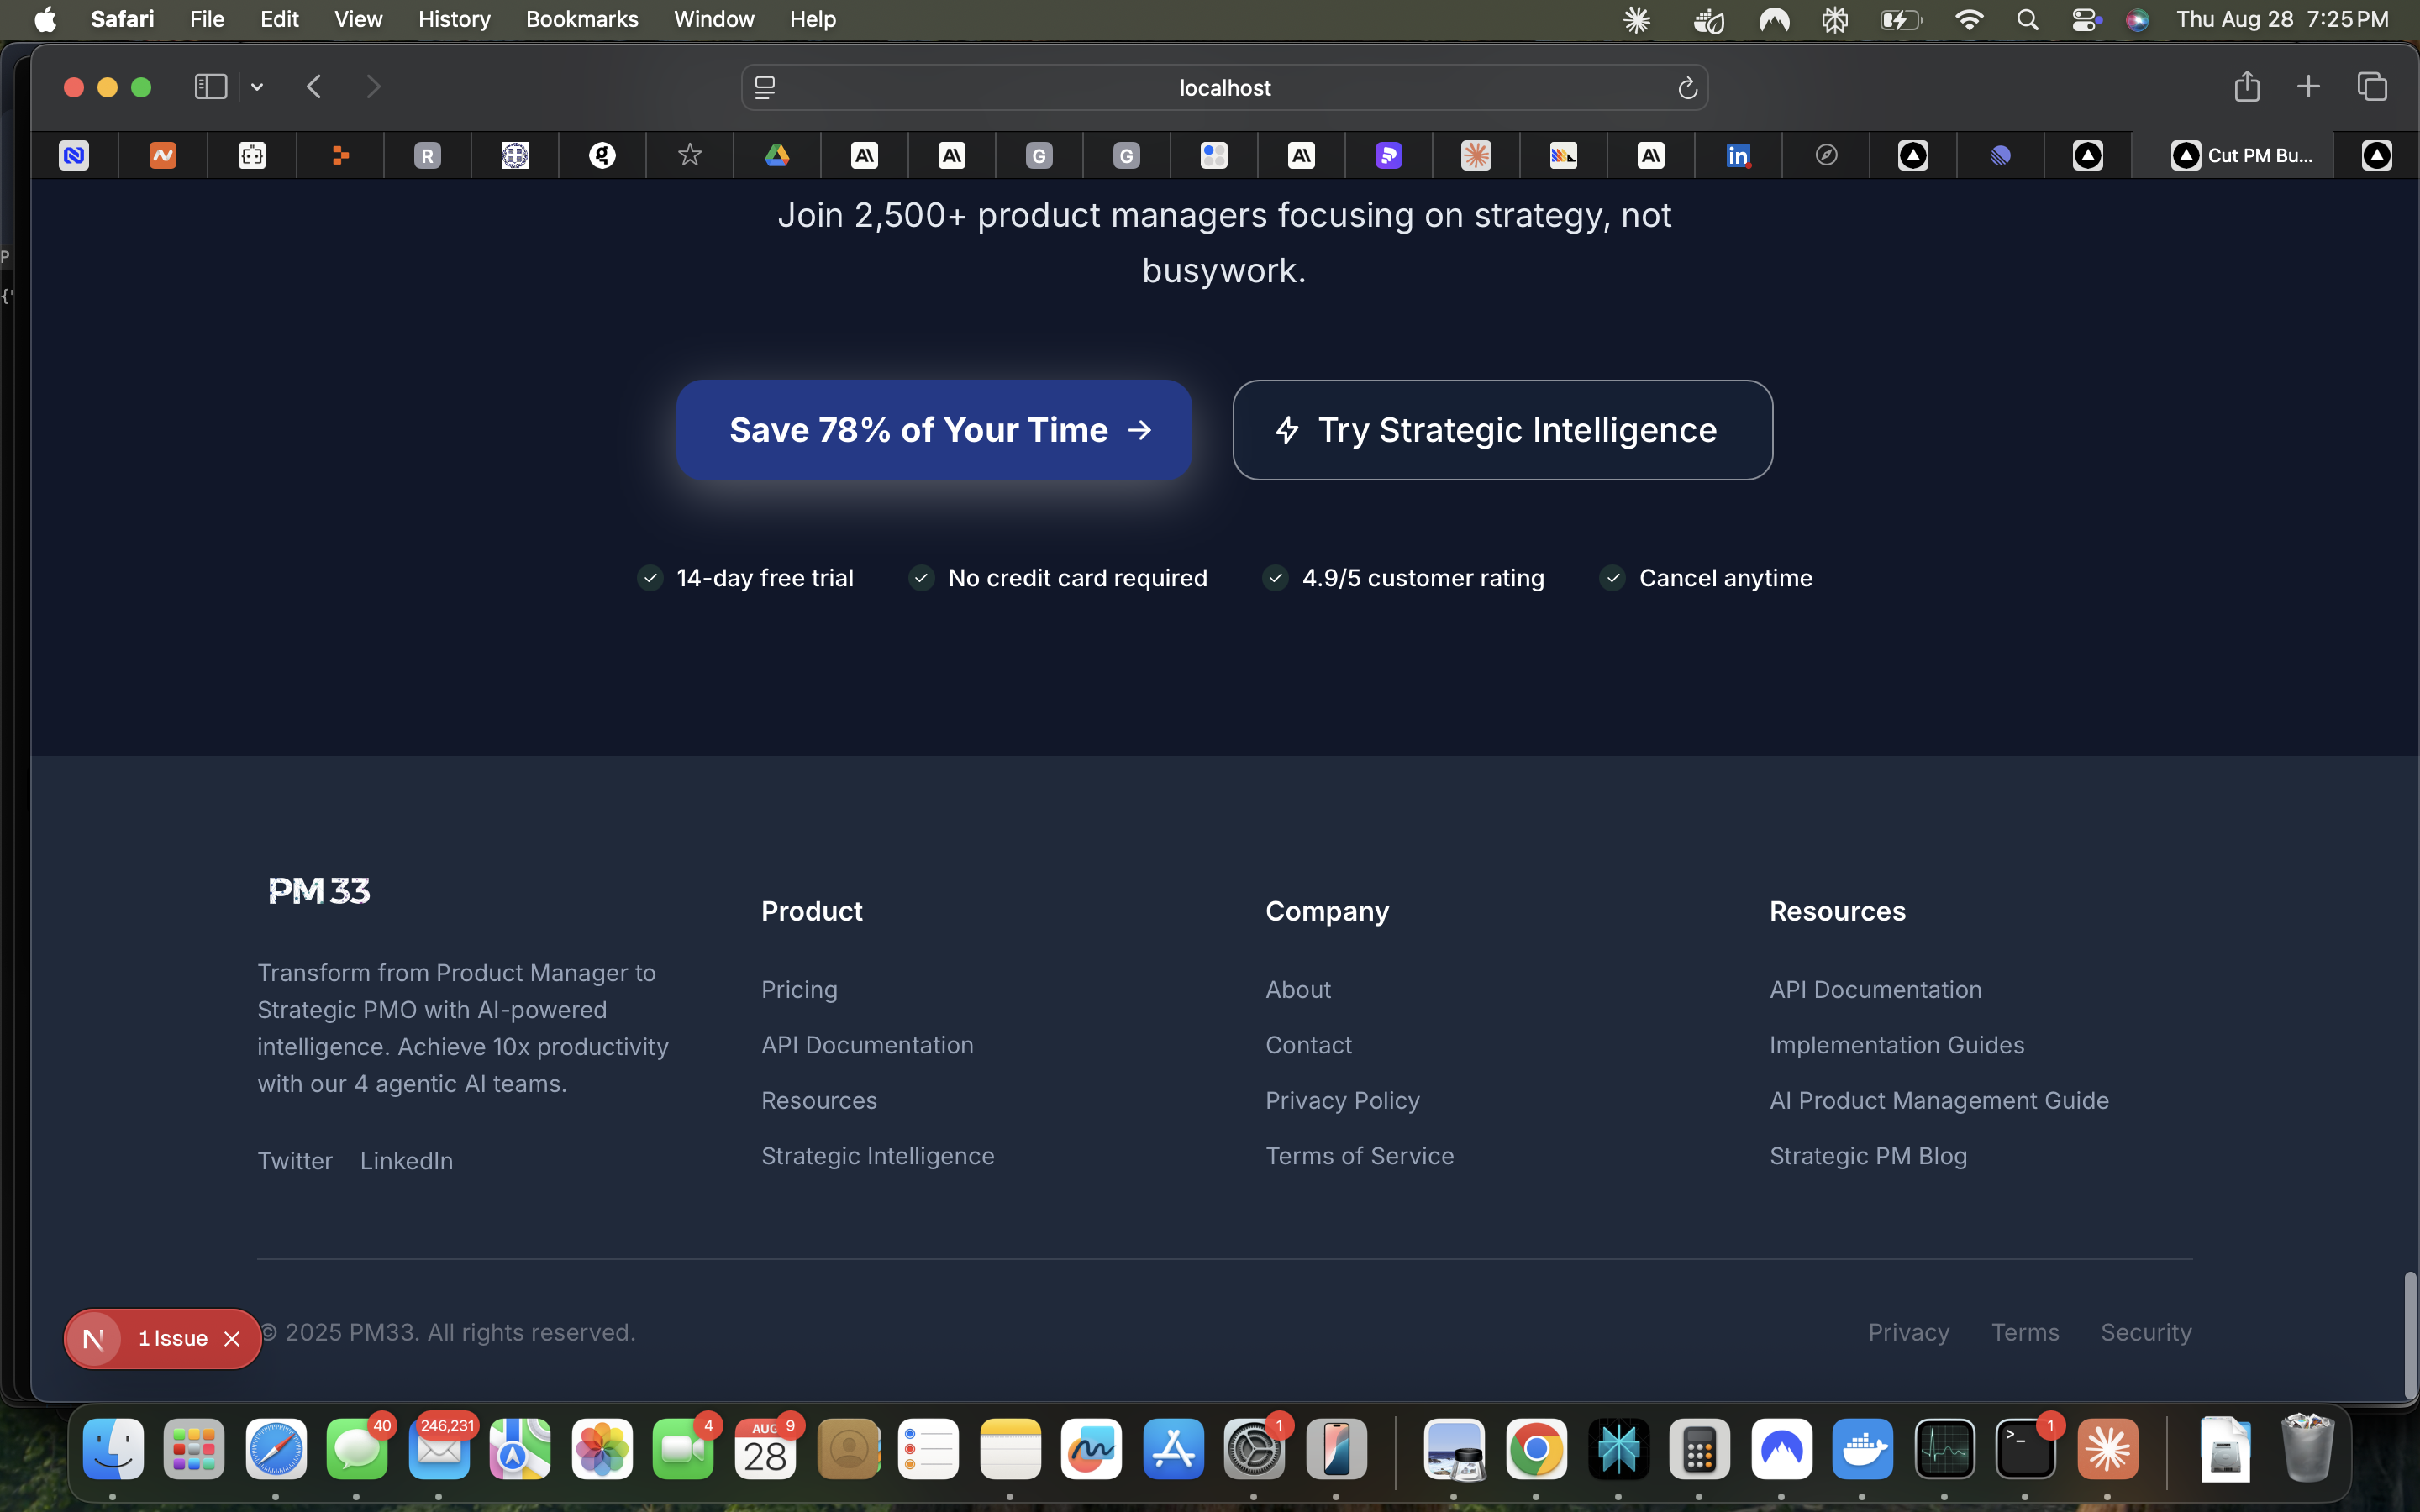 Safari File Edit View History Bookmarks Window Help Thu Aug 28 7:25 PM
localhost
R
G
G
in
Cut PM Bu...
P
{'
Join 2,500+ product managers focusing on strategy, not
busywork.
Save 78% of Your Time →
Try Strategic Intelligence
14-day free trial
No credit card required
4.9/5 customer rating
Cancel anytime
PM 33
Transform from Product Manager to
Strategic PMO with AI-powered
intelligence. Achieve 10x productivity
with our 4 agentic AI teams.
Twitter LinkedIn
Product
Pricing
API Documentation
Resources
Strategic Intelligence
Company
About
Contact
Privacy Policy
Terms of Service
Resources
API Documentation
Implementation Guides
AI Product Management Guide
Strategic PM Blog
N 1 Issue
© 2025 PM33. All rights reserved.
Privacy Terms Security
40
246,231
4
AUG 9
28
1
1